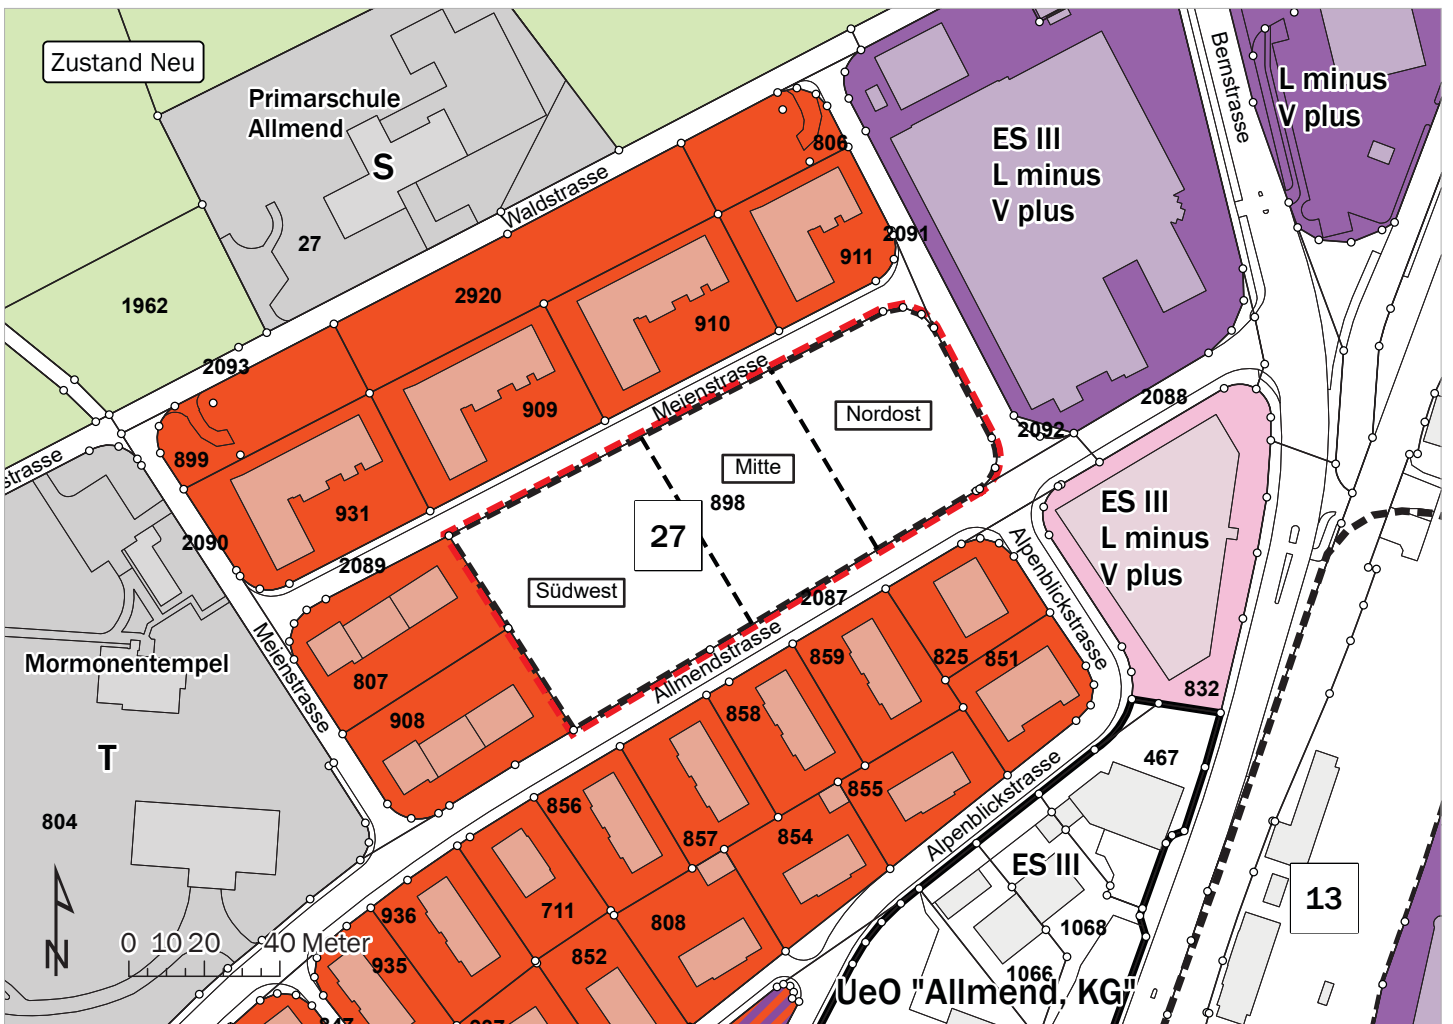 Zustand Neu
Primarschule
Allmend
S
27
1962
Waldstrasse
806
2091
911
2920
910
2093
909
899
931
2090
2089
strasse
Meienstrasse
Bernstrasse
ES III
L minus
V plus
L minus
V plus
2088
2092
Nordost
Mitte
898
27
Südwest
2087
Allmendstrasse
Meienstrasse
Mormonentempel
T
804
807
908
ES III
L minus
V plus
832
Alpenblickstrasse
859
825
851
858
856
857
855
854
Alpenblickstrasse
467
ES III
1068
1066
UeO "Allmend, KG"
13
936
711
808
935
852
847
N
0 10 20 40 Meter